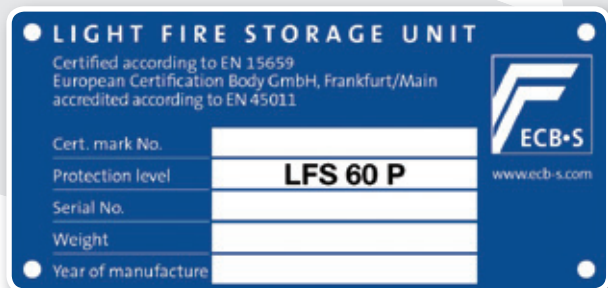 LIGHT FIRE STORAGE UNIT
Certified according to EN 15659
European Certification Body GmbH, Frankfurt/Main
accredited according to EN 45011
ECB•S
www.ecb-s.com
Cert. mark No.
Protection level LFS 60 P
Serial No.
Weight
Year of manufacture